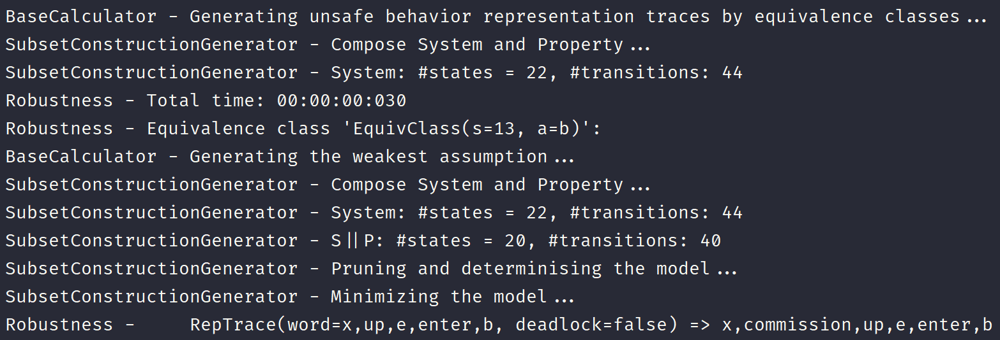 BaseCalculator - Generating unsafe behavior representation traces by equivalence classes...
SubsetConstructionGenerator - Compose System and Property...
SubsetConstructionGenerator - System: #states = 22, #transitions: 44
Robustness - Total time: 00:00:00:030
Robustness - Equivalence class 'EquivClass(s=13, a=b)':
BaseCalculator - Generating the weakest assumption...
SubsetConstructionGenerator - Compose System and Property...
SubsetConstructionGenerator - System: #states = 22, #transitions: 44
SubsetConstructionGenerator - S||P: #states = 20, #transitions: 40
SubsetConstructionGenerator - Pruning and determinising the model...
SubsetConstructionGenerator - Minimizing the model...
Robustness -     RepTrace(word=x,up,e,enter,b, deadlock=false) => x,commission,up,e,enter,b